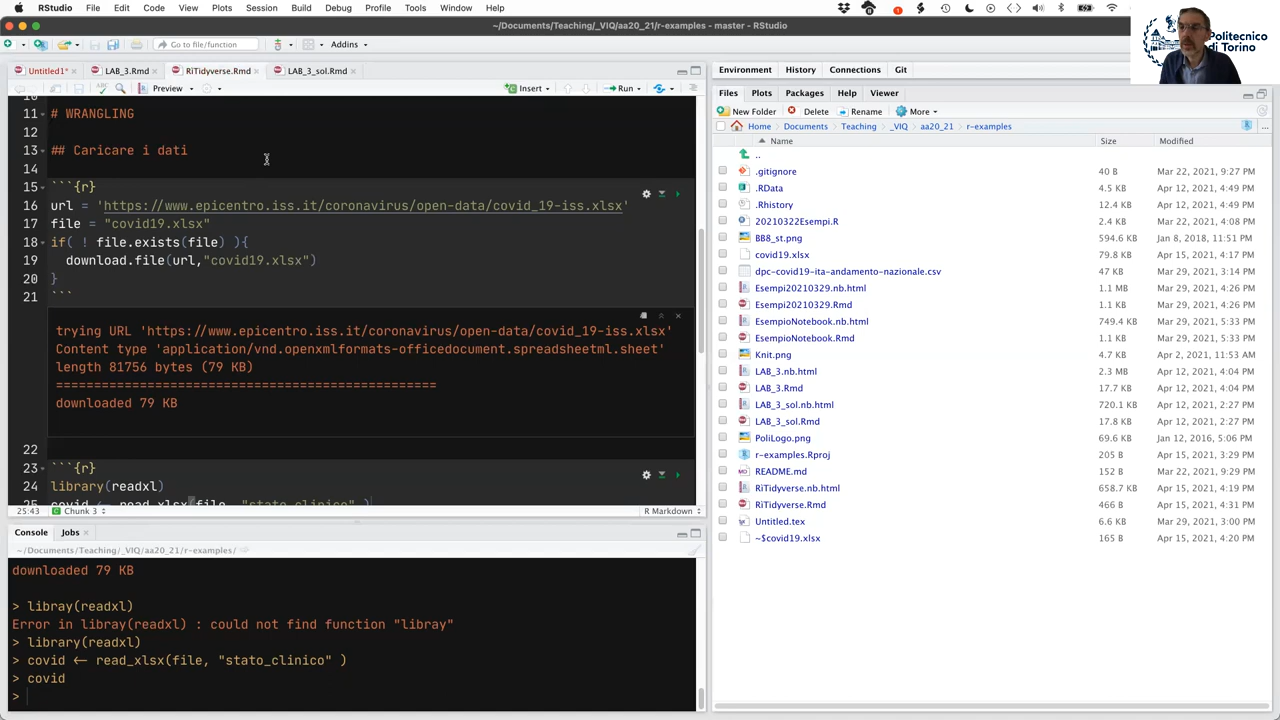 RStudio File Edit Code View Plots Session Build Debug Profile Tools Window Help
~/Documents/Teaching/_VIQ/aa20_21/r-examples - master - RStudio
Go to file/function Addins
Politecnico
di Torino
Untitled1* LAB_3.Rmd RiTidyverse.Rmd LAB_3_sol.Rmd
Preview Insert Run
10
11 # WRANGLING
12
13 ## Caricare i dati
14
15 ```{r}
16 url = 'https://www.epicentro.iss.it/coronavirus/open-data/covid_19-iss.xlsx'
17 file = "covid19.xlsx"
18 if( ! file.exists(file) ){
19 download.file(url,"covid19.xlsx")
20 }
21 ```
trying URL 'https://www.epicentro.iss.it/coronavirus/open-data/covid_19-iss.xlsx'
Content type 'application/vnd.openxmlformats-officedocument.spreadsheetml.sheet'
length 81756 bytes (79 KB)
==================================================
downloaded 79 KB
22
23 ```{r}
24 library(readxl)
25 covid <- read_xlsx(file, "stato_clinico" )
25:43 Chunk 3 R Markdown
Console Jobs
~/Documents/Teaching/_VIQ/aa20_21/r-examples/
downloaded 79 KB
> libray(readxl)
Error in libray(readxl) : could not find function "libray"
> library(readxl)
> covid <- read_xlsx(file, "stato_clinico" )
> covid
>
Environment History Connections Git
Files Plots Packages Help Viewer
New Folder Delete Rename More
Home Documents Teaching _VIQ aa20_21 r-examples ...
Name Size Modified
..
.gitignore 40 B Mar 22, 2021, 9:27 PM
.RData 4.5 KB Apr 12, 2021, 4:49 PM
.Rhistory 12.4 KB Apr 12, 2021, 4:49 PM
20210322Esempi.R 2.4 KB Mar 22, 2021, 4:43 PM
BB8_st.png 594.6 KB Jan 8, 2018, 11:51 PM
covid19.xlsx 79.8 KB Apr 15, 2021, 4:17 PM
dpc-covid19-ita-andamento-nazionale.csv 47 KB Mar 29, 2021, 3:14 PM
Esempi20210329.nb.html 1.1 MB Mar 29, 2021, 4:26 PM
Esempi20210329.Rmd 1.1 KB Mar 29, 2021, 4:26 PM
EsempioNotebook.nb.html 749.4 KB Mar 29, 2021, 5:33 PM
EsempioNotebook.Rmd 1.1 KB Mar 29, 2021, 5:33 PM
Knit.png 4.7 KB Apr 2, 2021, 11:53 AM
LAB_3.nb.html 2.3 MB Apr 12, 2021, 4:04 PM
LAB_3.Rmd 17.7 KB Apr 12, 2021, 4:04 PM
LAB_3_sol.nb.html 720.1 KB Apr 12, 2021, 2:27 PM
LAB_3_sol.Rmd 17.8 KB Apr 12, 2021, 2:27 PM
PoliLogo.png 69.6 KB Jan 12, 2016, 5:06 PM
r-examples.Rproj 205 B Apr 15, 2021, 3:29 PM
README.md 152 B Mar 22, 2021, 9:29 PM
RiTidyverse.nb.html 658.7 KB Apr 15, 2021, 4:19 PM
RiTidyverse.Rmd 466 B Apr 15, 2021, 4:31 PM
Untitled.tex 6.6 KB Mar 29, 2021, 3:00 PM
~$covid19.xlsx 165 B Apr 15, 2021, 4:20 PM